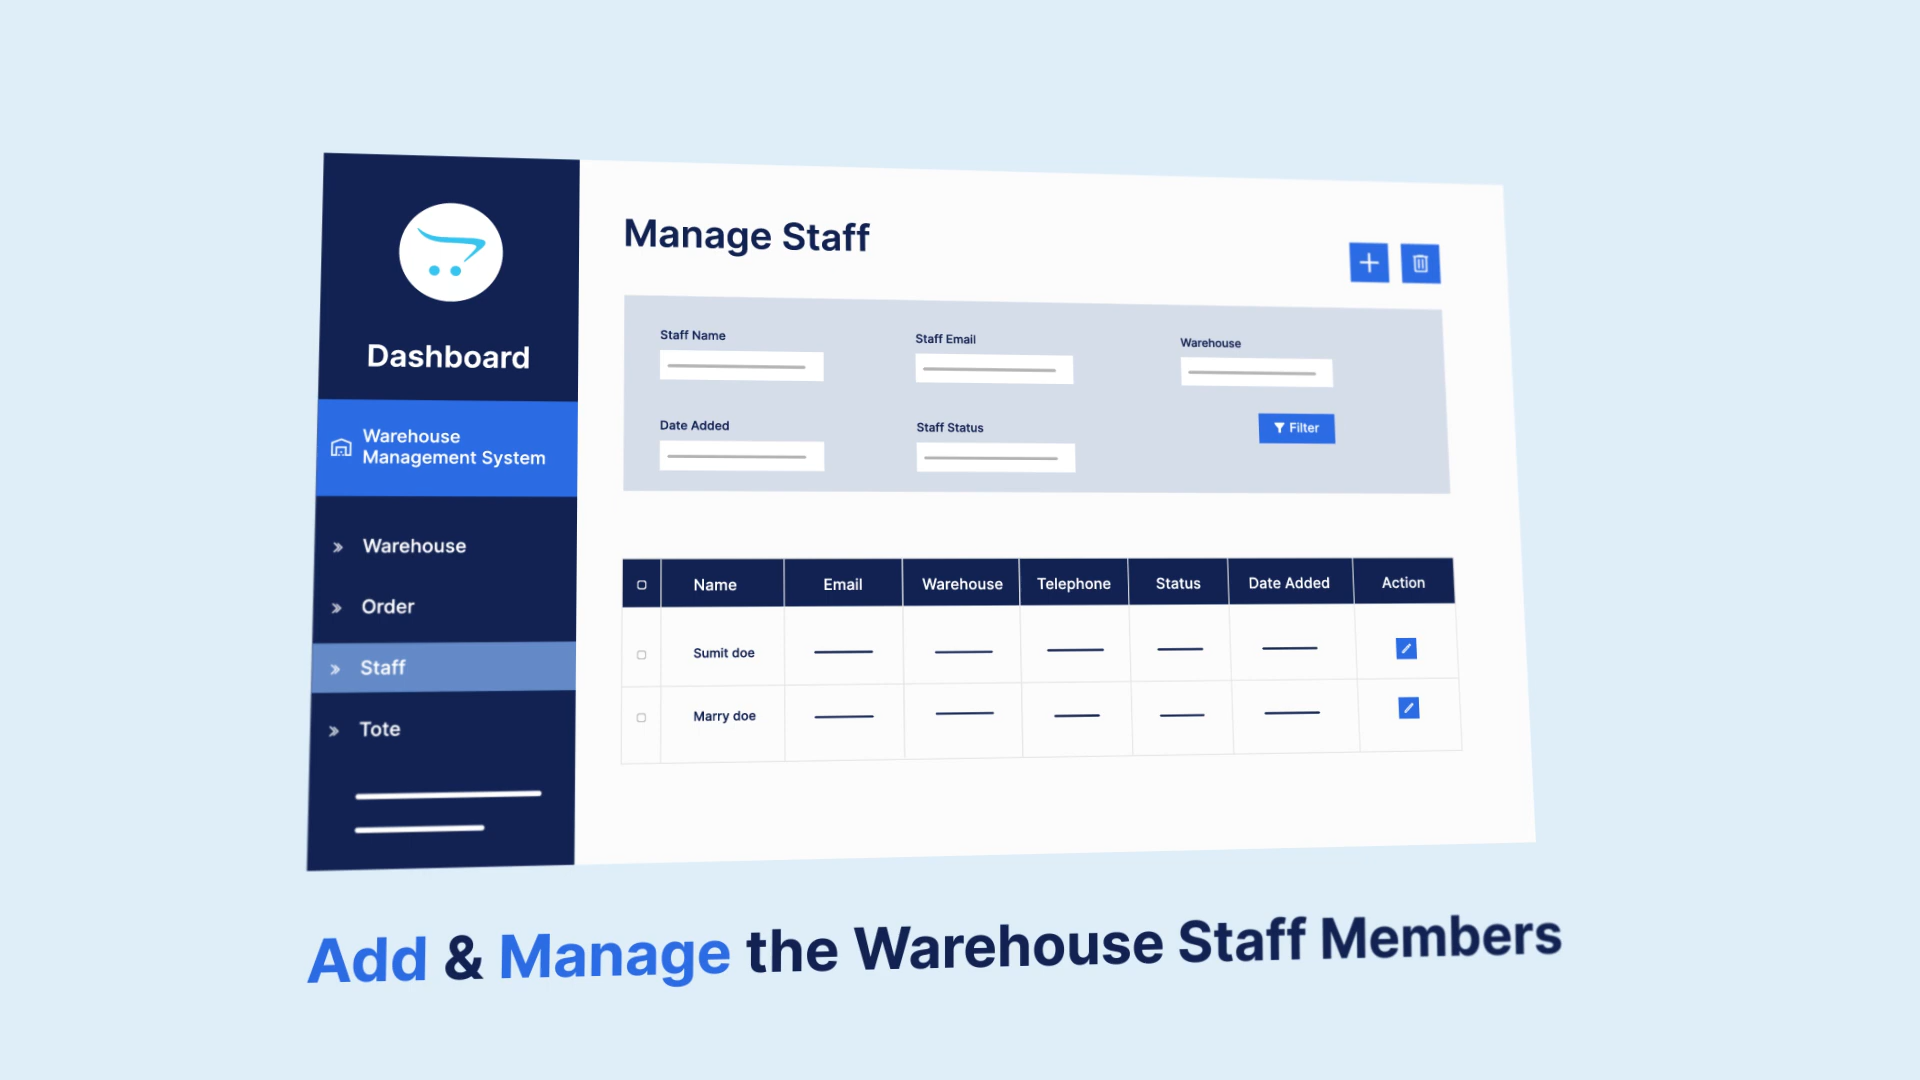 Dashboard
Warehouse
Management System
Warehouse
Order
Staff
Tote
Manage Staff
Staff Name
Staff Email
Warehouse
Date Added
Staff Status
Filter
Name Email Warehouse Telephone Status Date Added Action
Sumit doe
Marry doe
Add & Manage the Warehouse Staff Members